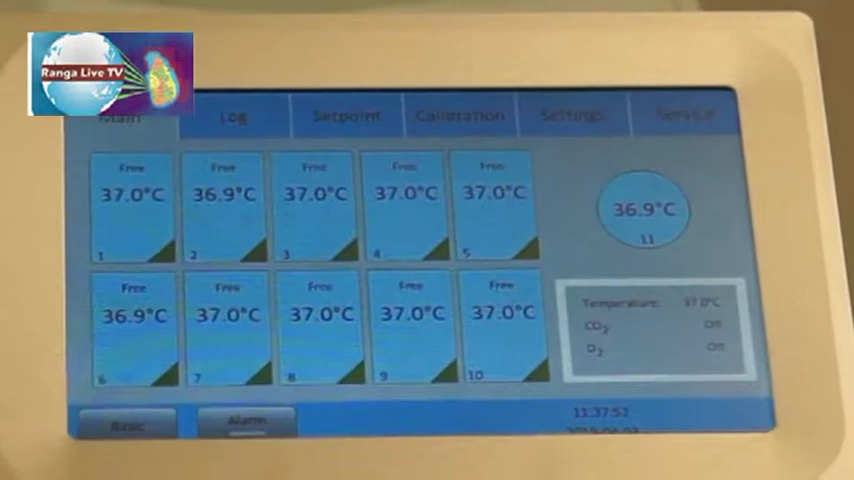 Ranga Live TV
Main Log Setpoint Calibration Settings Service
Free Free Free Free Free
37.0°C 36.9°C 37.0°C 37.0°C 37.0°C
1 2 3 4 5
36.9°C
11
Free Free Free Free Free
36.9°C 37.0°C 37.0°C 37.0°C 37.0°C
6 7 8 9 10
Temperature: 37.0°C
CO2 Off
O2 Off
Basic Alarm
11:37:52